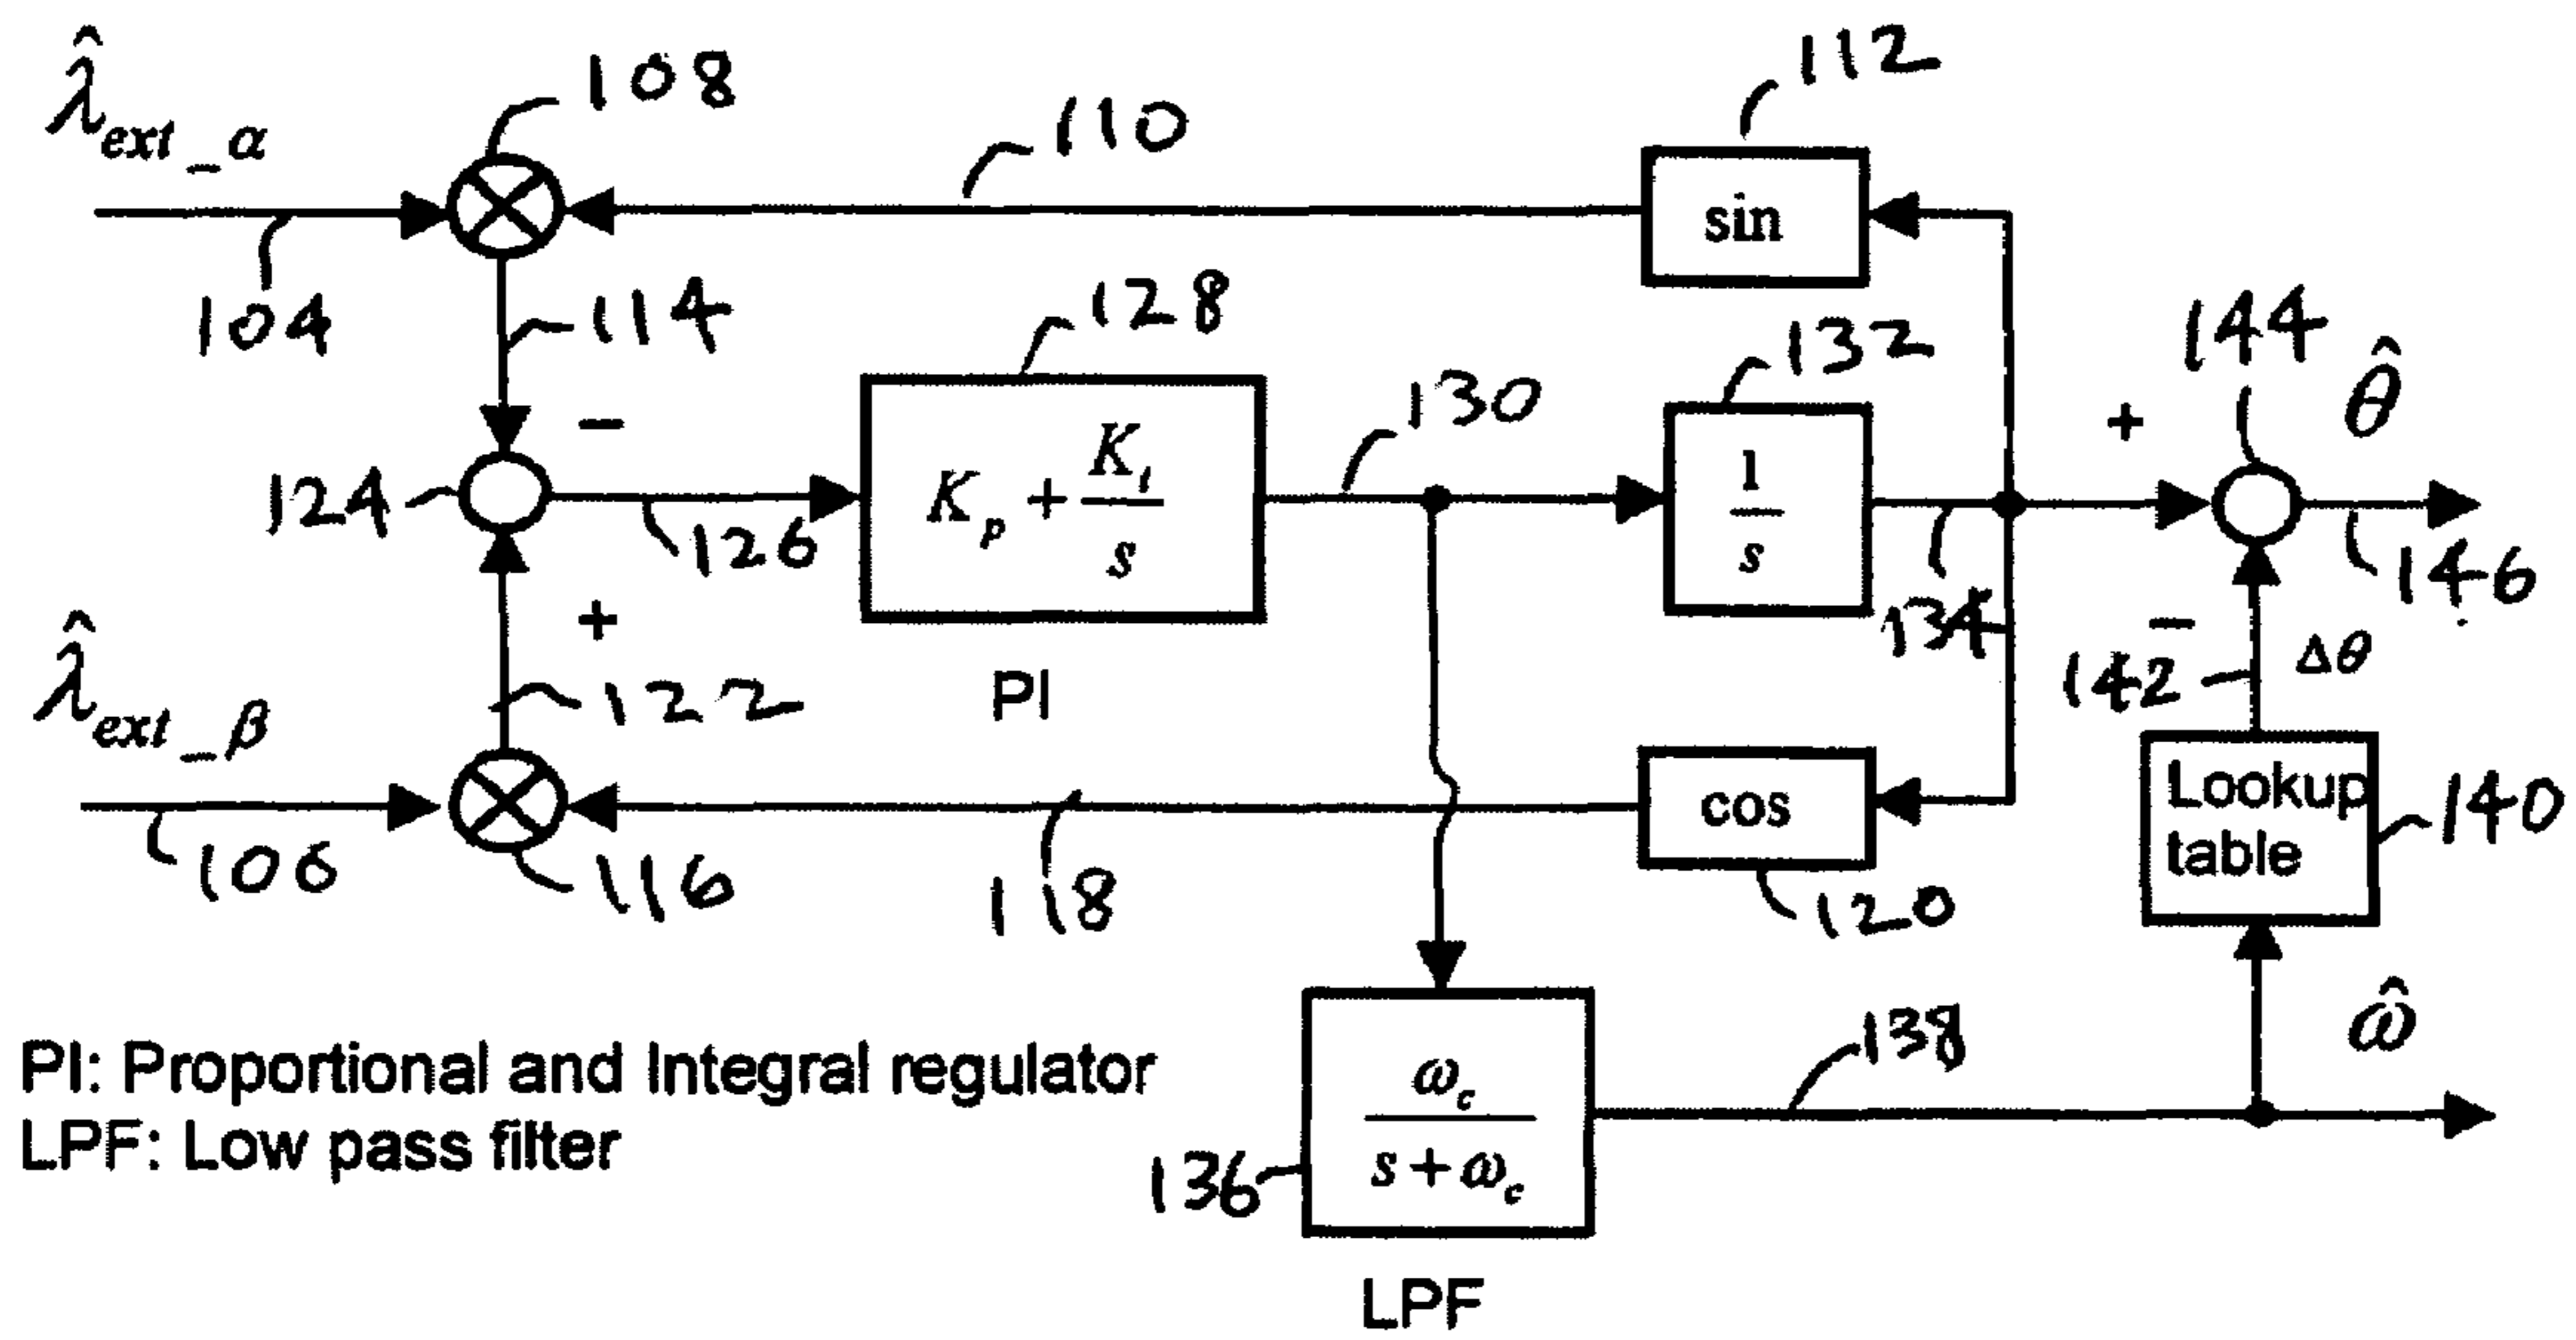 λ̂ext_α
108
110
112
sin
104
114
128
132
144
θ̂
130
−
+
124
126
Kp + Ki/s
1/s
134
146
+
−
142
Δθ
λ̂ext_β
122
PI
106
116
118
cos
120
Lookup
table
140
ω̂
138
PI: Proportional and Integral regulator
LPF: Low pass filter
136
ωc/(s + ωc)
LPF